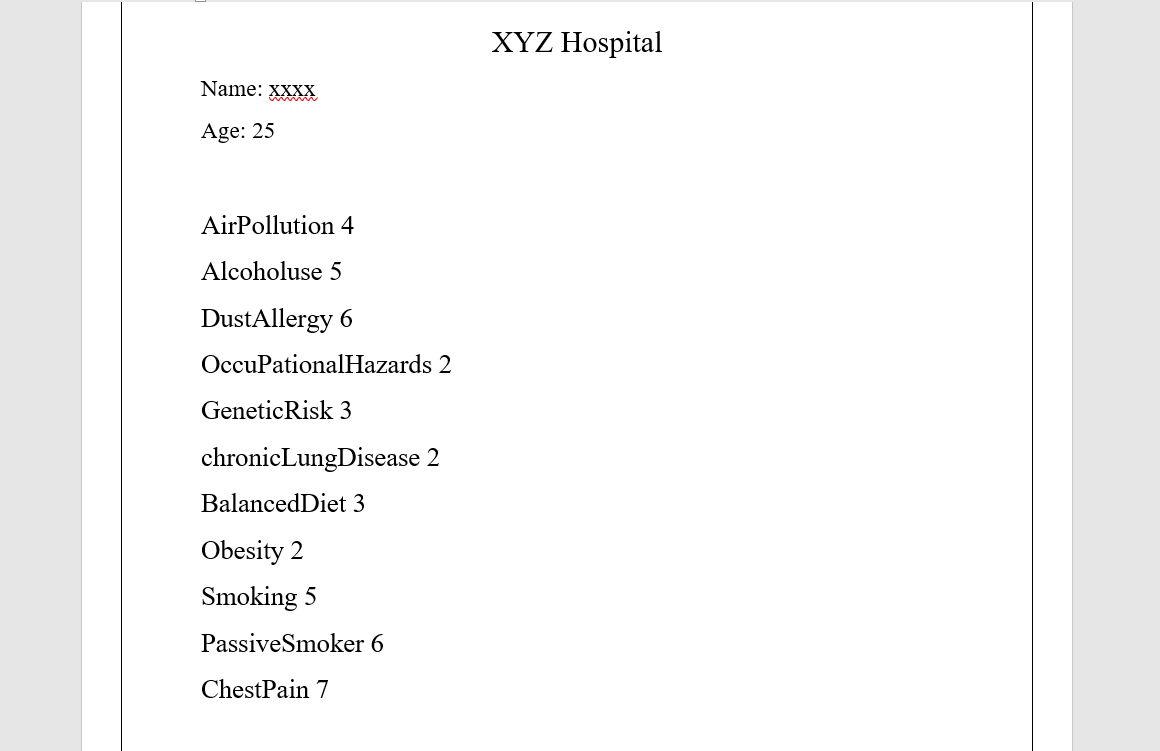 XYZ Hospital
Name: xxxx
Age: 25
AirPollution 4
Alcoholuse 5
DustAllergy 6
OccuPationalHazards 2
GeneticRisk 3
chronicLungDisease 2
BalancedDiet 3
Obesity 2
Smoking 5
PassiveSmoker 6
ChestPain 7